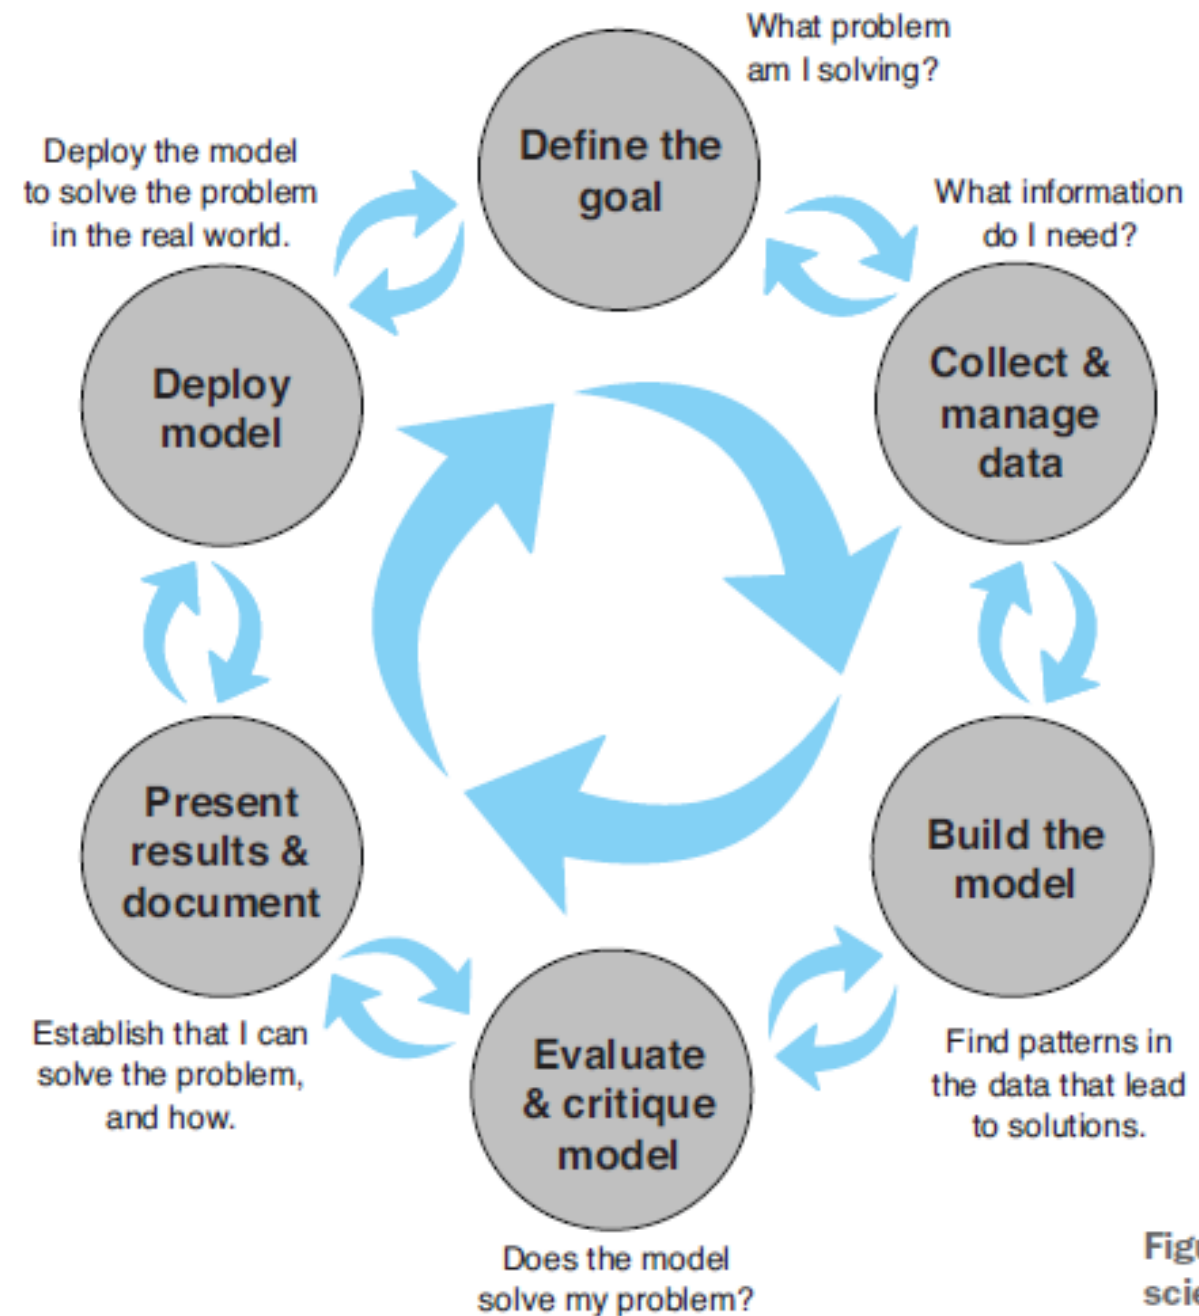 What problem
am I solving?
Define the
goal
What information
do I need?
Collect &
manage
data
Build the
model
Find patterns in
the data that lead
to solutions.
Evaluate
& critique
model
Does the model
solve my problem?
Present
results &
document
Establish that I can
solve the problem,
and how.
Deploy the model
to solve the problem
in the real world.
Deploy
model